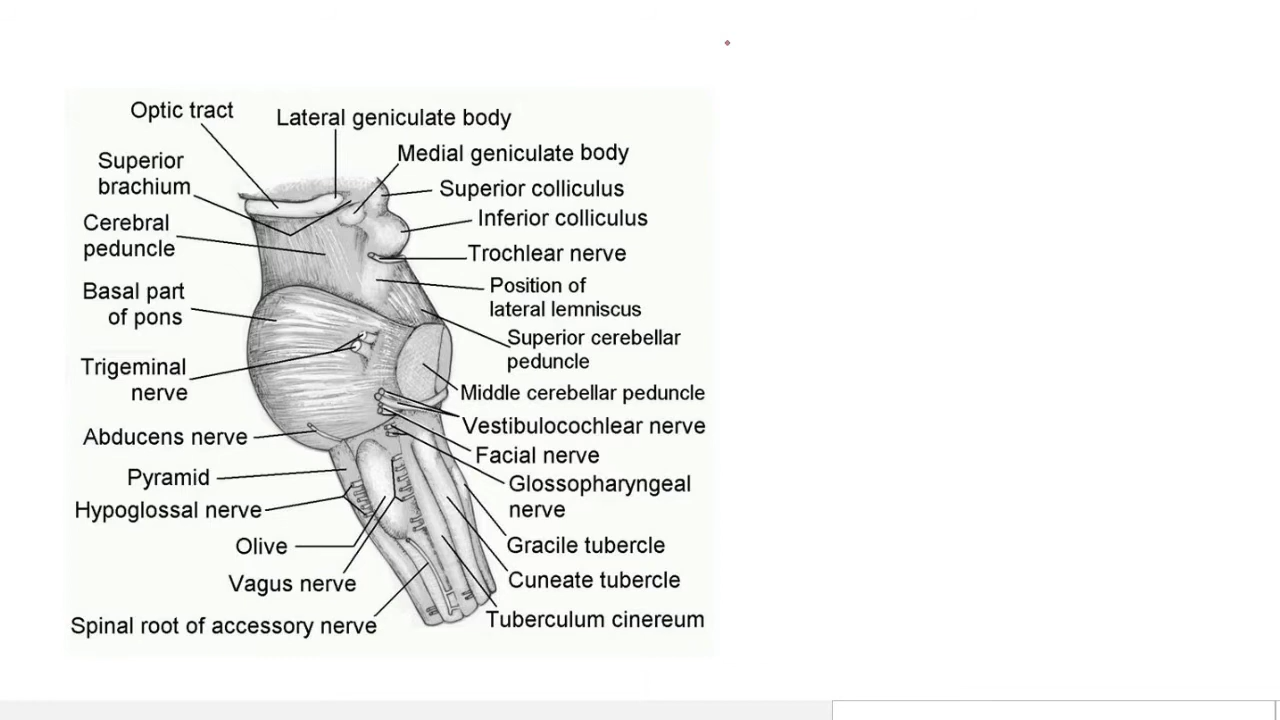 Optic tract
Lateral geniculate body
Medial geniculate body
Superior
brachium
Superior colliculus
Inferior colliculus
Cerebral
peduncle
Trochlear nerve
Position of
lateral lemniscus
Basal part
of pons
Superior cerebellar
peduncle
Trigeminal
nerve
Middle cerebellar peduncle
Vestibulocochlear nerve
Abducens nerve
Facial nerve
Pyramid
Glossopharyngeal
nerve
Hypoglossal nerve
Olive
Gracile tubercle
Vagus nerve
Cuneate tubercle
Spinal root of accessory nerve
Tuberculum cinereum